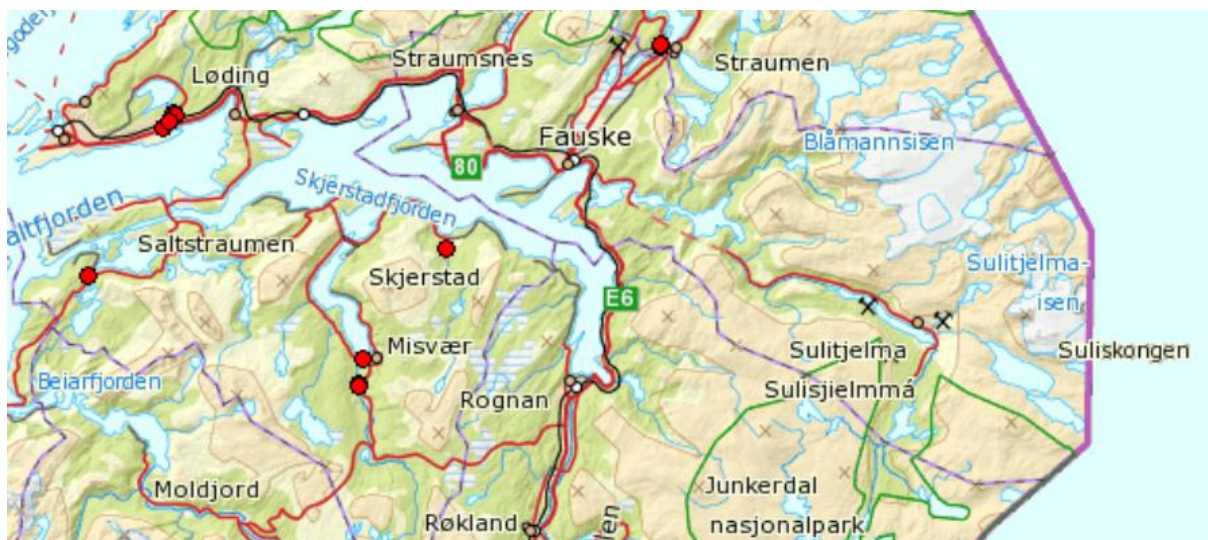 Løding
Straumsnes
Straumen
Fauske
Blåmannsisen
80
Skjerstadfjorden
Saltstraumen
Skjerstad
Sulitjelma-
isen
E6
Misvær
Sulitjelma
Suliskongen
Beiarfjorden
Rognan
Sulisjielmmá
Moldjord
Junkerdal
nasjonalpark
Røkland